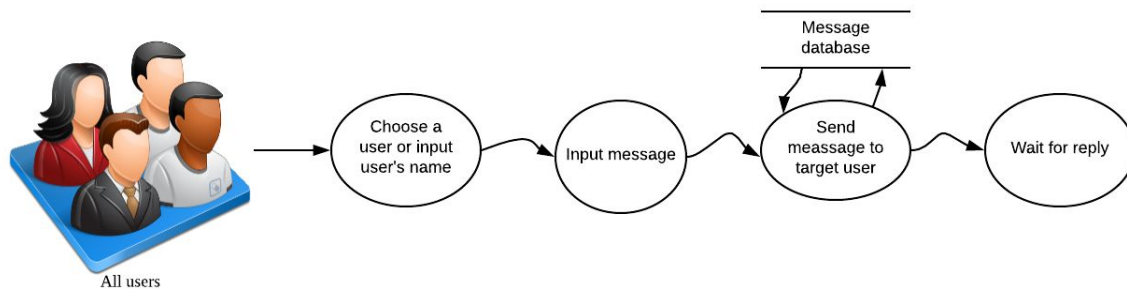 All users
Choose a
user or input
user's name
Input message
Message
database
Send
meassage to
target user
Wait for reply